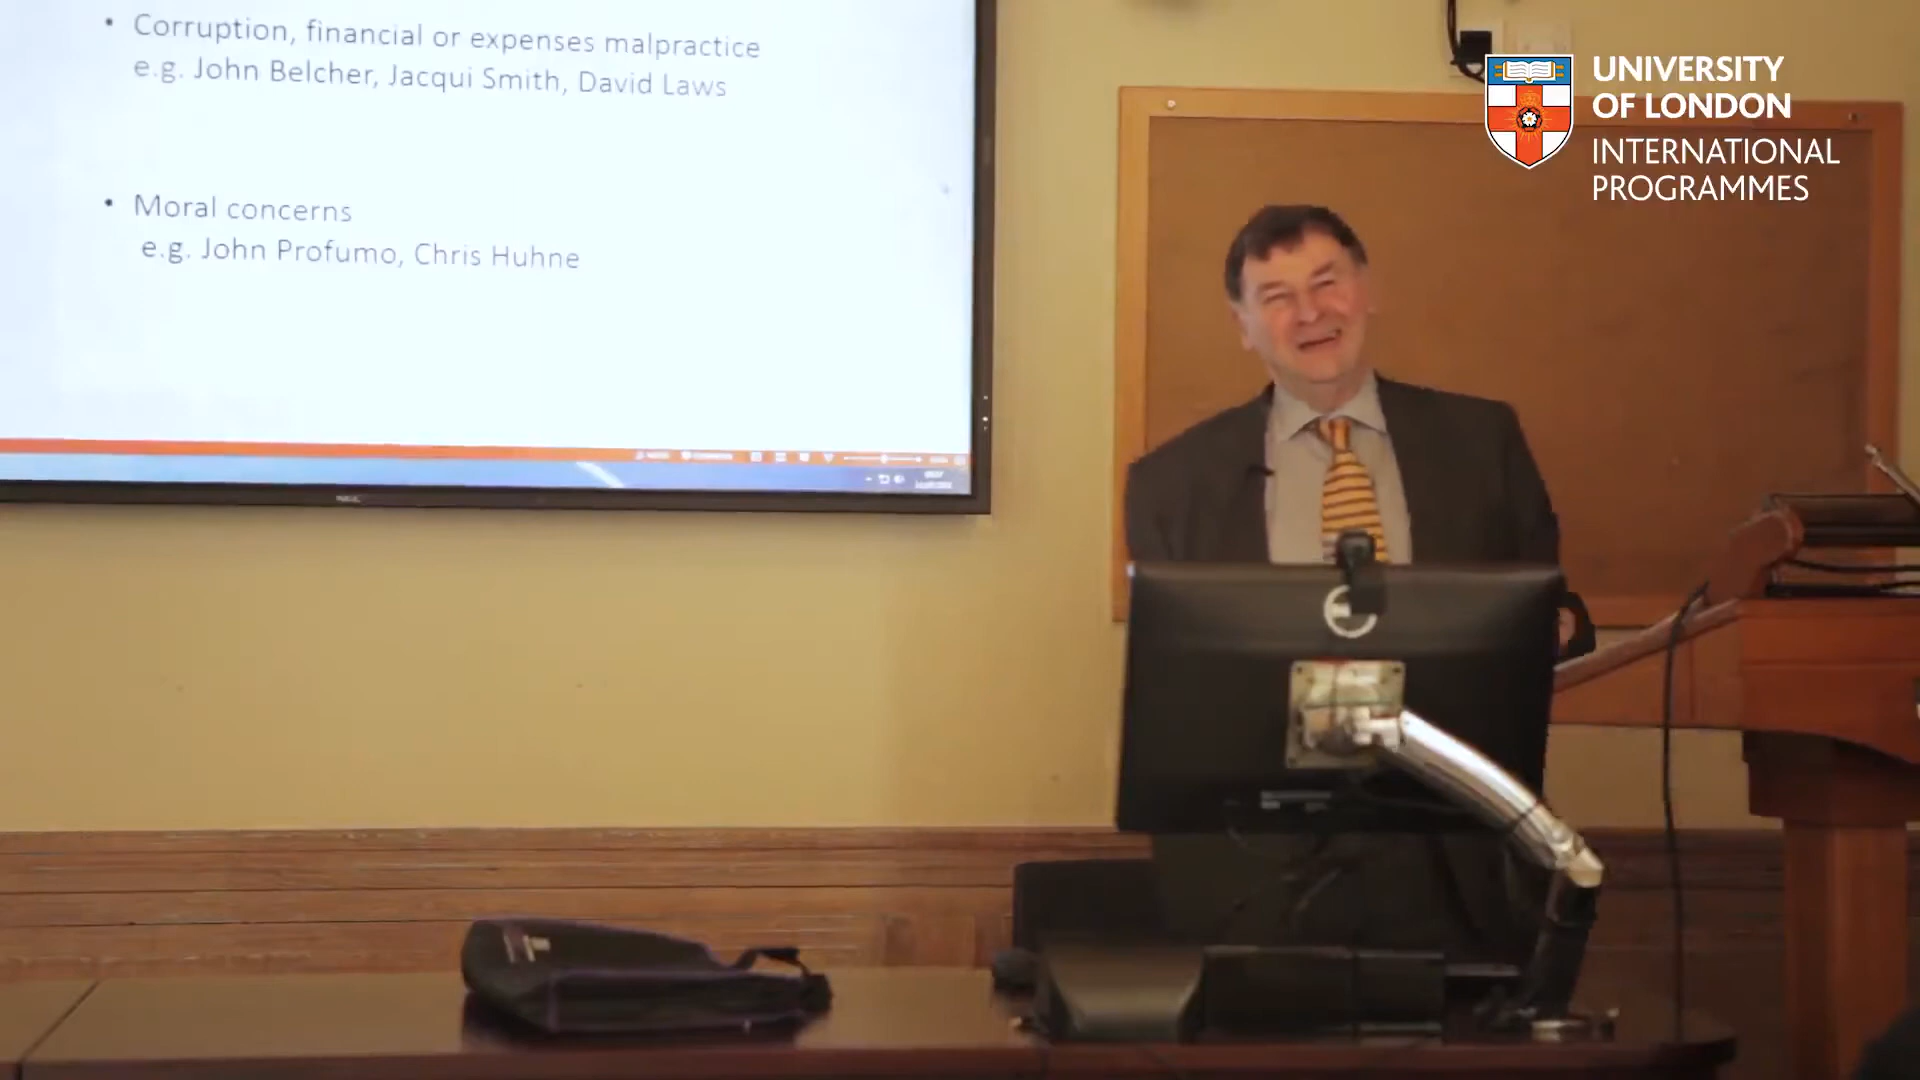 • Corruption, financial or expenses malpractice
e.g. John Belcher, Jacqui Smith, David Laws
• Moral concerns
e.g. John Profumo, Chris Huhne
UNIVERSITY
OF LONDON
INTERNATIONAL
PROGRAMMES
NEC